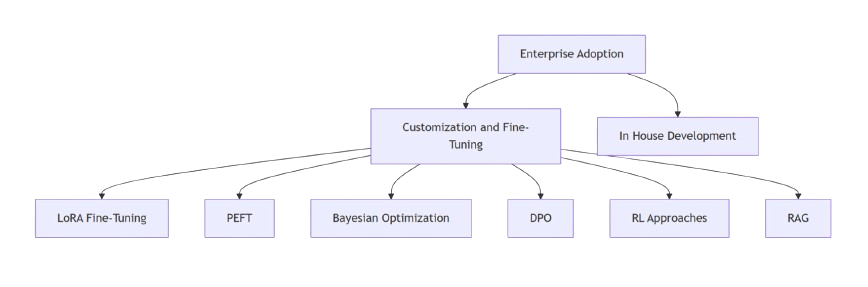 Enterprise Adoption
Customization and Fine-
Tuning
In House Development
LoRA Fine-Tuning
PEFT
Bayesian Optimization
DPO
RL Approaches
RAG